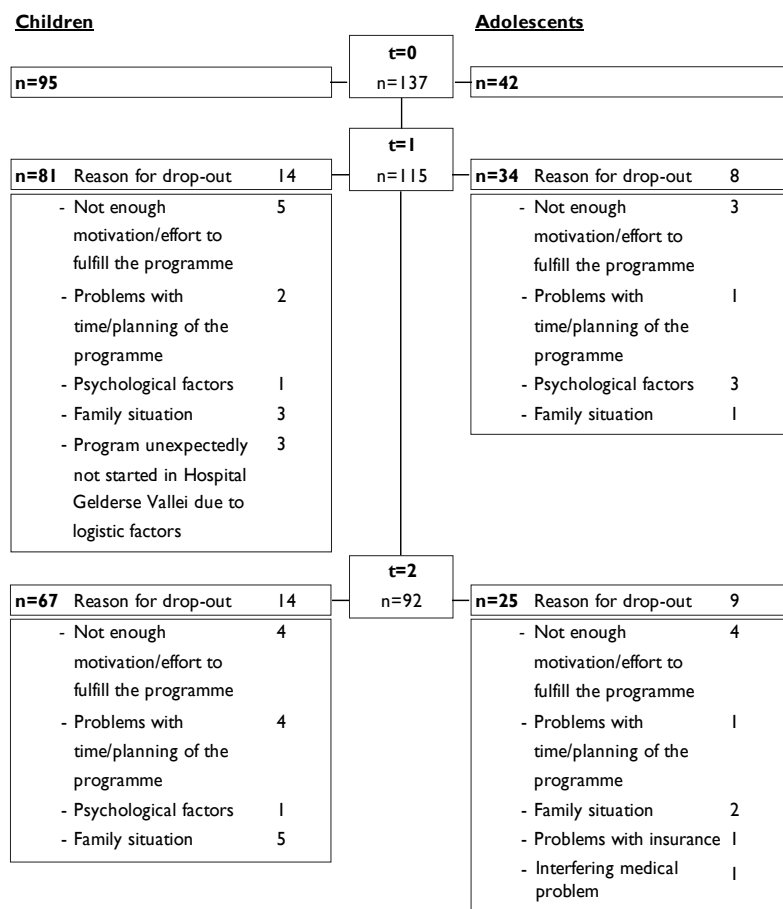 Children
Adolescents
t=0
n=95
n=137
n=42
t=1
n=81 Reason for drop-out 14
n=115
n=34 Reason for drop-out 8
- Not enough 5
motivation/effort to
fulfill the programme
- Problems with 2
time/planning of the
programme
- Psychological factors 1
- Family situation 3
- Program unexpectedly 3
not started in Hospital
Gelderse Vallei due to
logistic factors
- Not enough 3
motivation/effort to
fulfill the programme
- Problems with 1
time/planning of the
programme
- Psychological factors 3
- Family situation 1
t=2
n=67 Reason for drop-out 14
n=92
n=25 Reason for drop-out 9
- Not enough 4
motivation/effort to
fulfill the programme
- Problems with 4
time/planning of the
programme
- Psychological factors 1
- Family situation 5
- Not enough 4
motivation/effort to
fulfill the programme
- Problems with 1
time/planning of the
programme
- Family situation 2
- Problems with insurance 1
- Interfering medical 1
problem